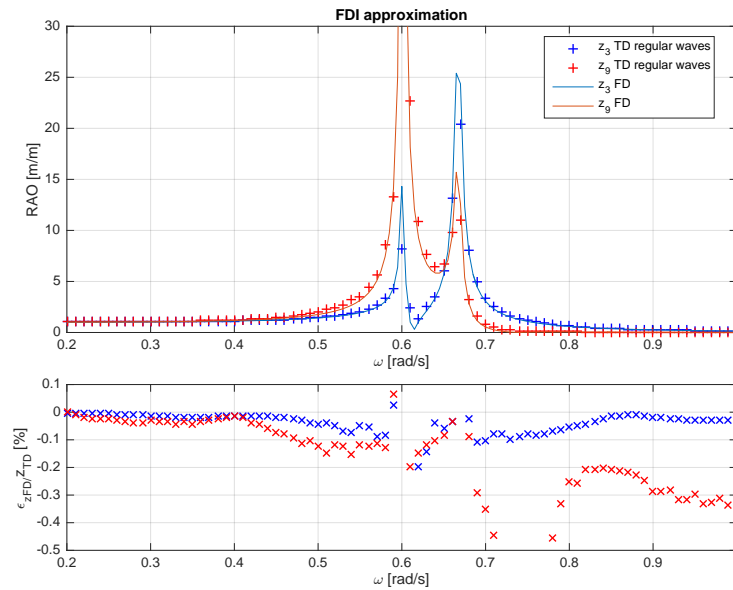 FDI approximation
30
25
20
15
10
5
0
RAO [m/m]
z3 TD regular waves
z9 TD regular waves
z3 FD
z9 FD
0.2 0.3 0.4 0.5 0.6 0.7 0.8 0.9
ω [rad/s]
0.1
0
-0.1
-0.2
-0.3
-0.4
-0.5
ϵzFD/zTD [%]
0.2 0.3 0.4 0.5 0.6 0.7 0.8 0.9
ω [rad/s]